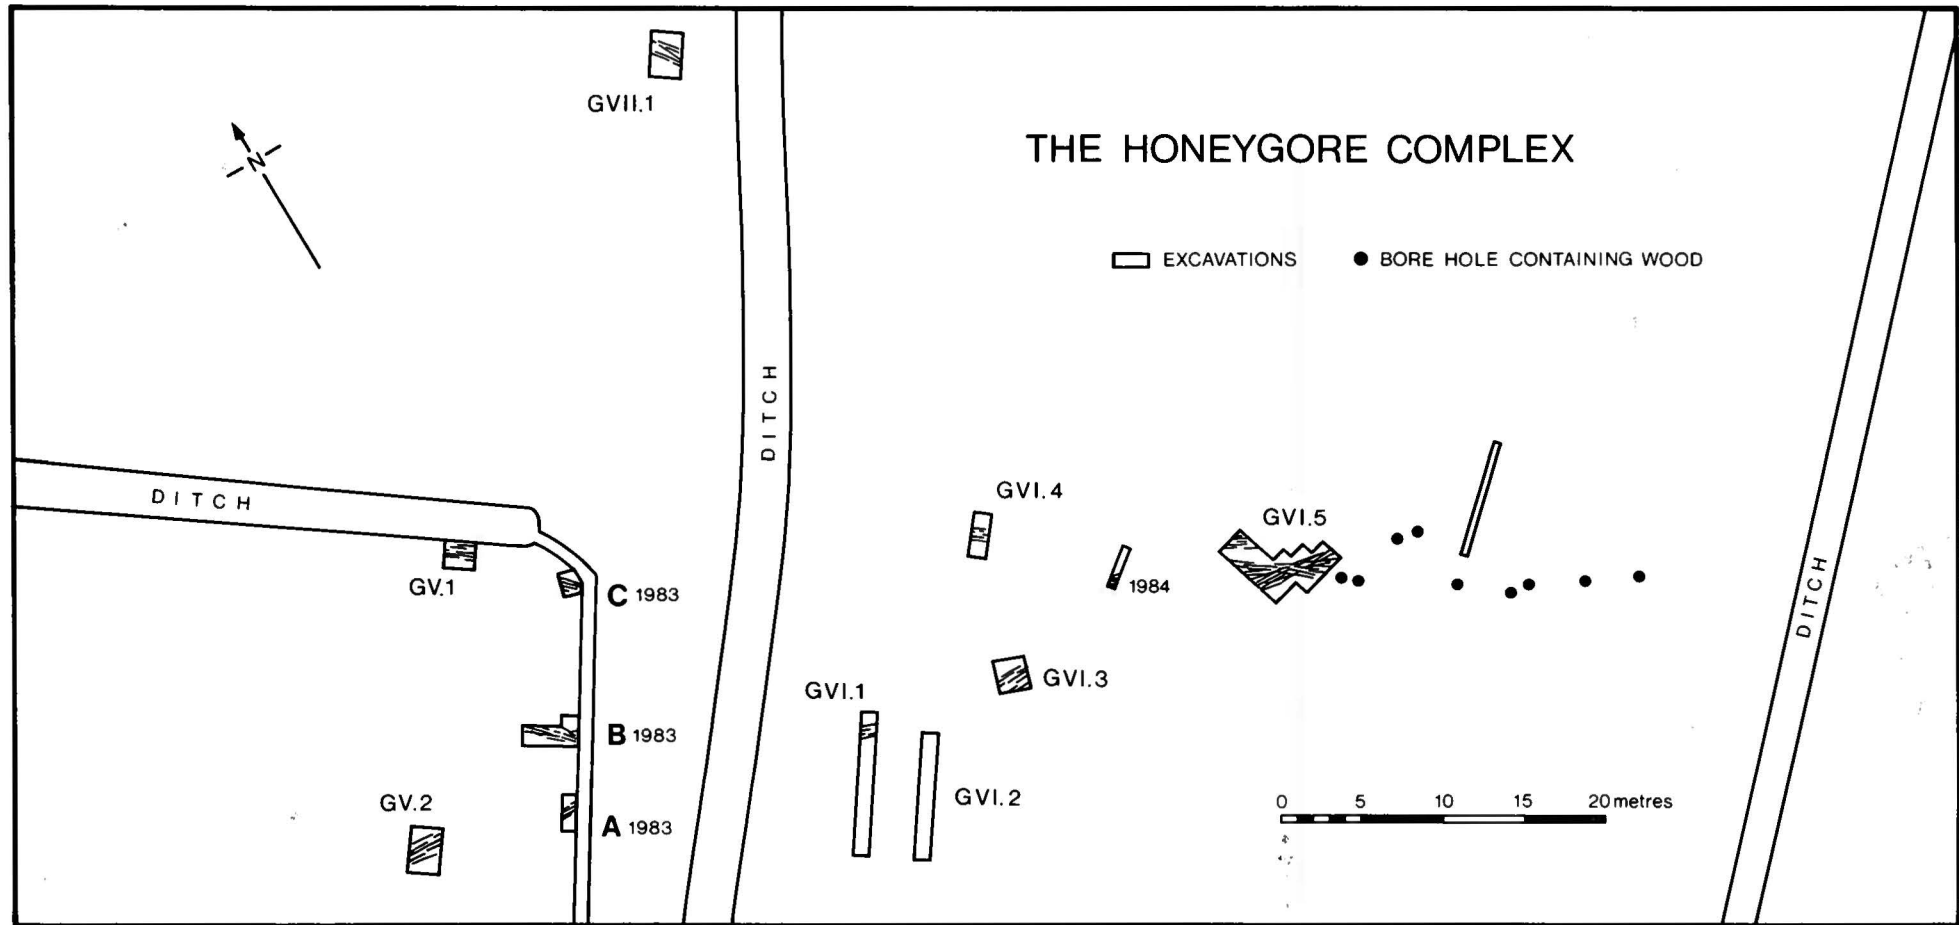 GVII.1
N
THE HONEYGORE COMPLEX
EXCAVATIONS
BORE HOLE CONTAINING WOOD
DITCH
DITCH
GVI.4
GVI.5
GV.1
C 1983
1984
DITCH
GVI.3
GVI.1
B 1983
GVI.2
GV.2
A 1983
0 5 10 15 20 metres